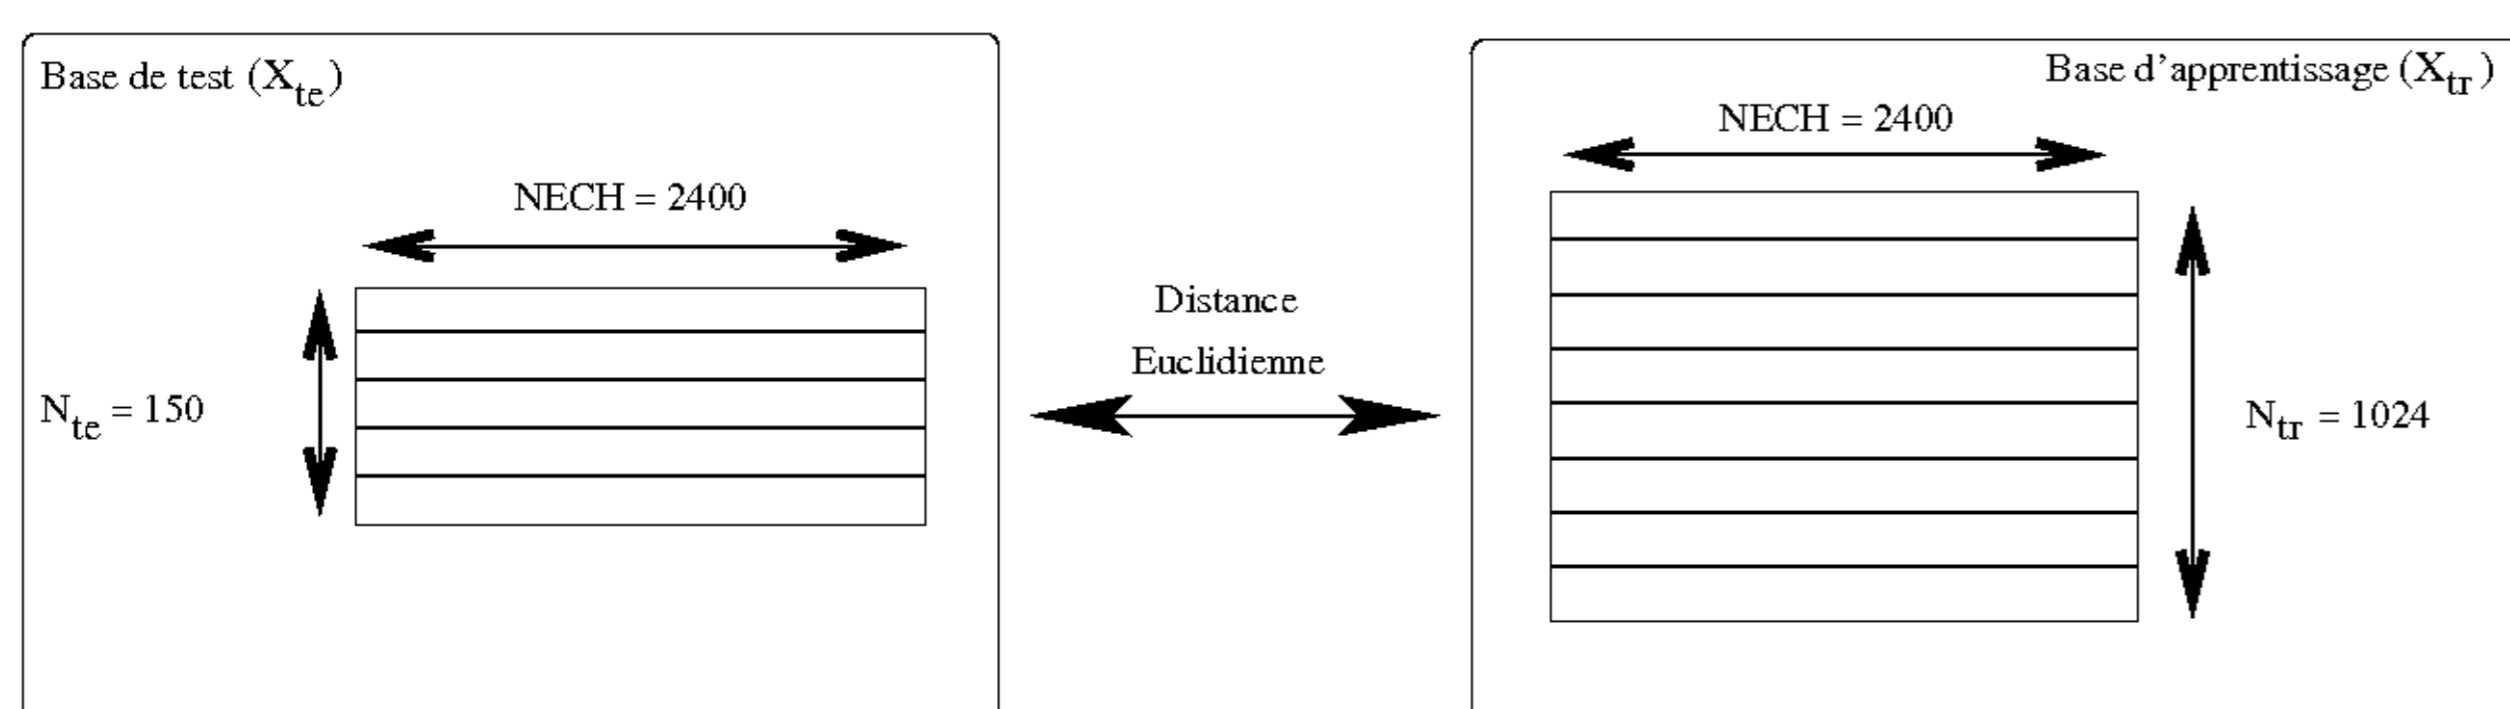 Base de test (X_te)
NECH = 2400
N_te = 150
Distance
Euclidienne
Base d'apprentissage (X_tr)
NECH = 2400
N_tr = 1024